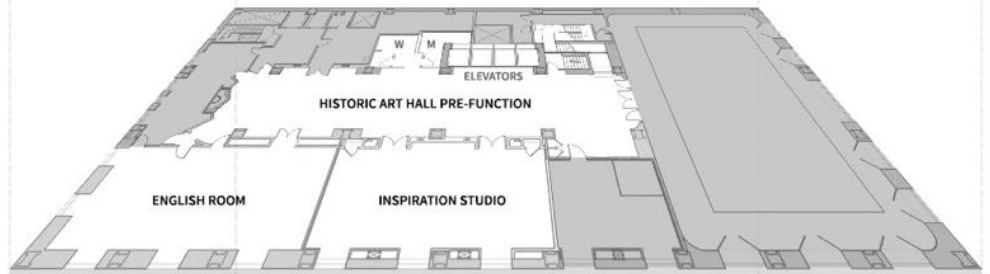 W M
ELEVATORS
HISTORIC ART HALL PRE-FUNCTION
ENGLISH ROOM
INSPIRATION STUDIO